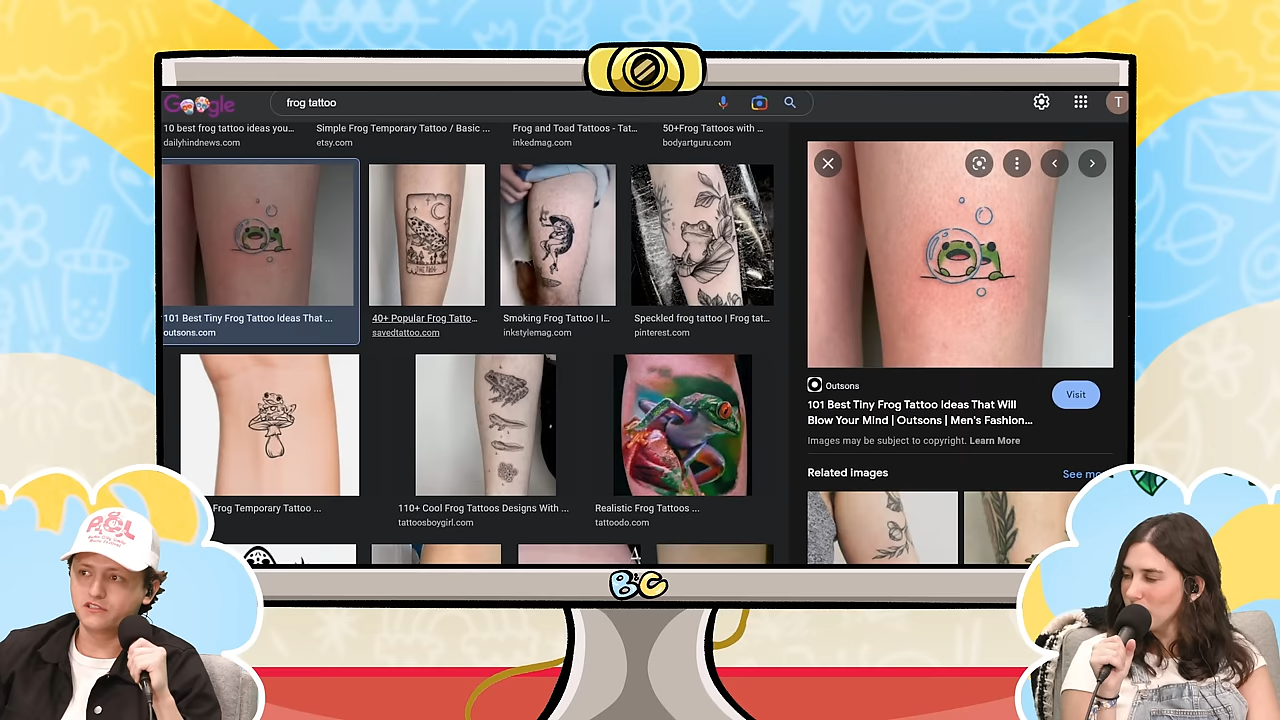 Google
frog tattoo
T
10 best frog tattoo ideas you...
dailyhindnews.com
Simple Frog Temporary Tattoo / Basic ...
etsy.com
Frog and Toad Tattoos - Tat...
inkedmag.com
50+Frog Tattoos with ...
bodyartguru.com
101 Best Tiny Frog Tattoo Ideas That ...
outsons.com
40+ Popular Frog Tatto...
savedtattoo.com
Smoking Frog Tattoo | I...
inkstylemag.com
Speckled frog tattoo | Frog tat...
pinterest.com
Frog Temporary Tattoo ...
110+ Cool Frog Tattoos Designs With ...
tattoosboygirl.com
Realistic Frog Tattoos ...
tattoodo.com
Outsons
101 Best Tiny Frog Tattoo Ideas That Will
Blow Your Mind | Outsons | Men's Fashion...
Visit
Images may be subject to copyright. Learn More
Related images
See mo
B&C